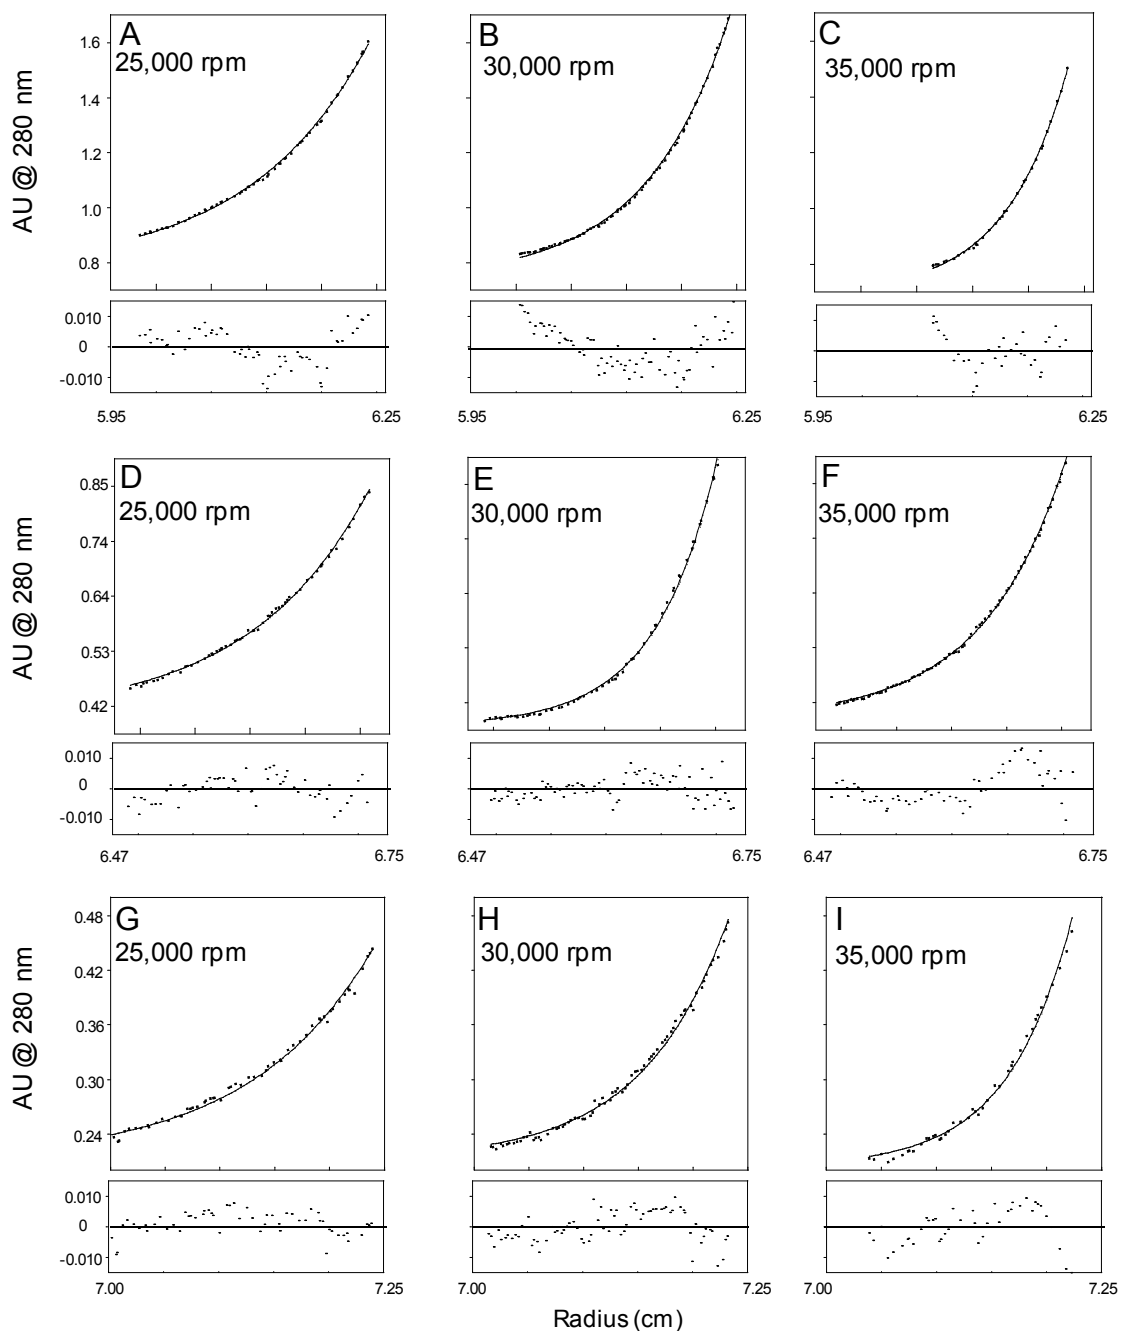 A
25,000 rpm
B
30,000 rpm
C
35,000 rpm
AU @ 280 nm
1.6
1.4
1.2
1.0
0.8
0.010
0
-0.010
5.95
6.25
5.95
6.25
5.95
6.25
D
25,000 rpm
E
30,000 rpm
F
35,000 rpm
AU @ 280 nm
0.85
0.74
0.64
0.53
0.42
0.010
0
-0.010
6.47
6.75
6.47
6.75
6.47
6.75
G
25,000 rpm
H
30,000 rpm
I
35,000 rpm
AU @ 280 nm
0.48
0.42
0.36
0.30
0.24
0.010
0
-0.010
7.00
7.25
7.00
7.25
7.00
7.25
Radius (cm)